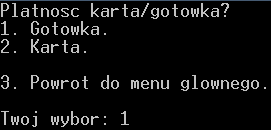 Platnosc karta/gotowka?
1. Gotowka.
2. Karta.
3. Powrot do menu glownego.
Twoj wybor: 1